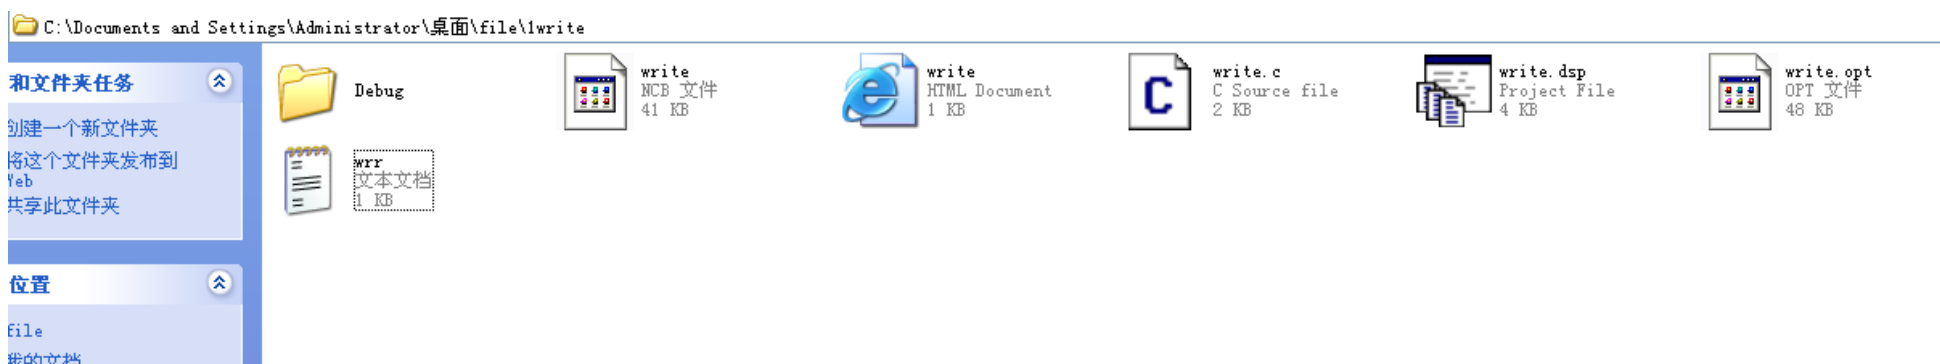 C:\Documents and Settings\Administrator\桌面\file\1write
和文件夹任务
创建一个新文件夹
将这个文件夹发布到
Web
共享此文件夹
位置
file
我的文档
Debug
write
NCB 文件
41 KB
write
HTML Document
1 KB
write.c
C Source file
2 KB
write.dsp
Project File
4 KB
write.opt
OPT 文件
48 KB
wrr
文本文档
1 KB